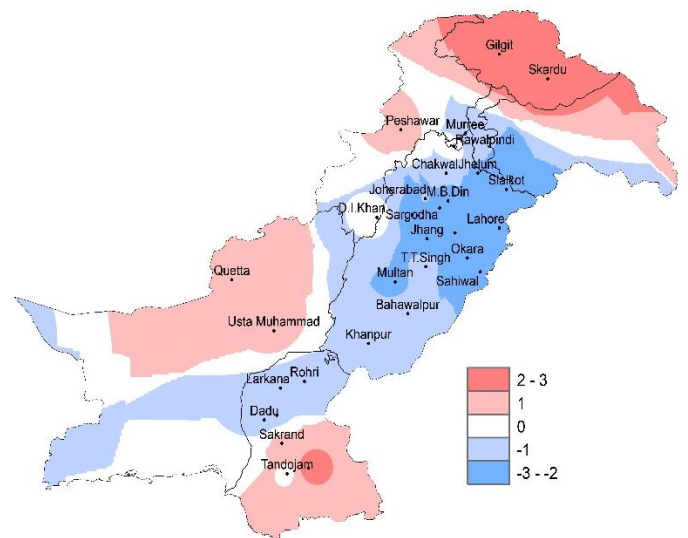 Gilgit
Skardu
Peshawar
Murree
Rawalpindi
Chakwal
Jhelum
Sialkot
Joherabad
M.B.Din
D.I.Khan
Sargodha
Lahore
Jhang
Okara
T.T.Singh
Quetta
Multan
Sahiwal
Bahawalpur
Usta Muhammad
Khanpur
Larkana
Rohri
Dadu
Sakrand
Tandojam
2 - 3
1
0
-1
-3 - -2